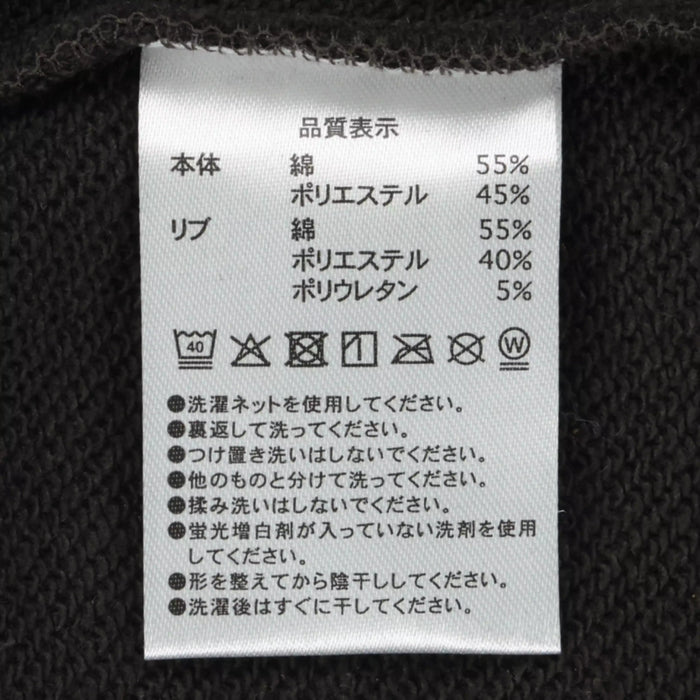 品質表示
本体 綿 55%
ポリエステル 45%
リブ 綿 55%
ポリエステル 40%
ポリウレタン 5%
40 W
●洗濯ネットを使用してください。
●裏返して洗ってください。
●つけ置き洗いはしないでください。
●他のものと分けて洗ってください。
●揉み洗いはしないでください。
●蛍光増白剤が入っていない洗剤を使用
してください。
●形を整えてから陰干ししてください。
●洗濯後はすぐに干してください。